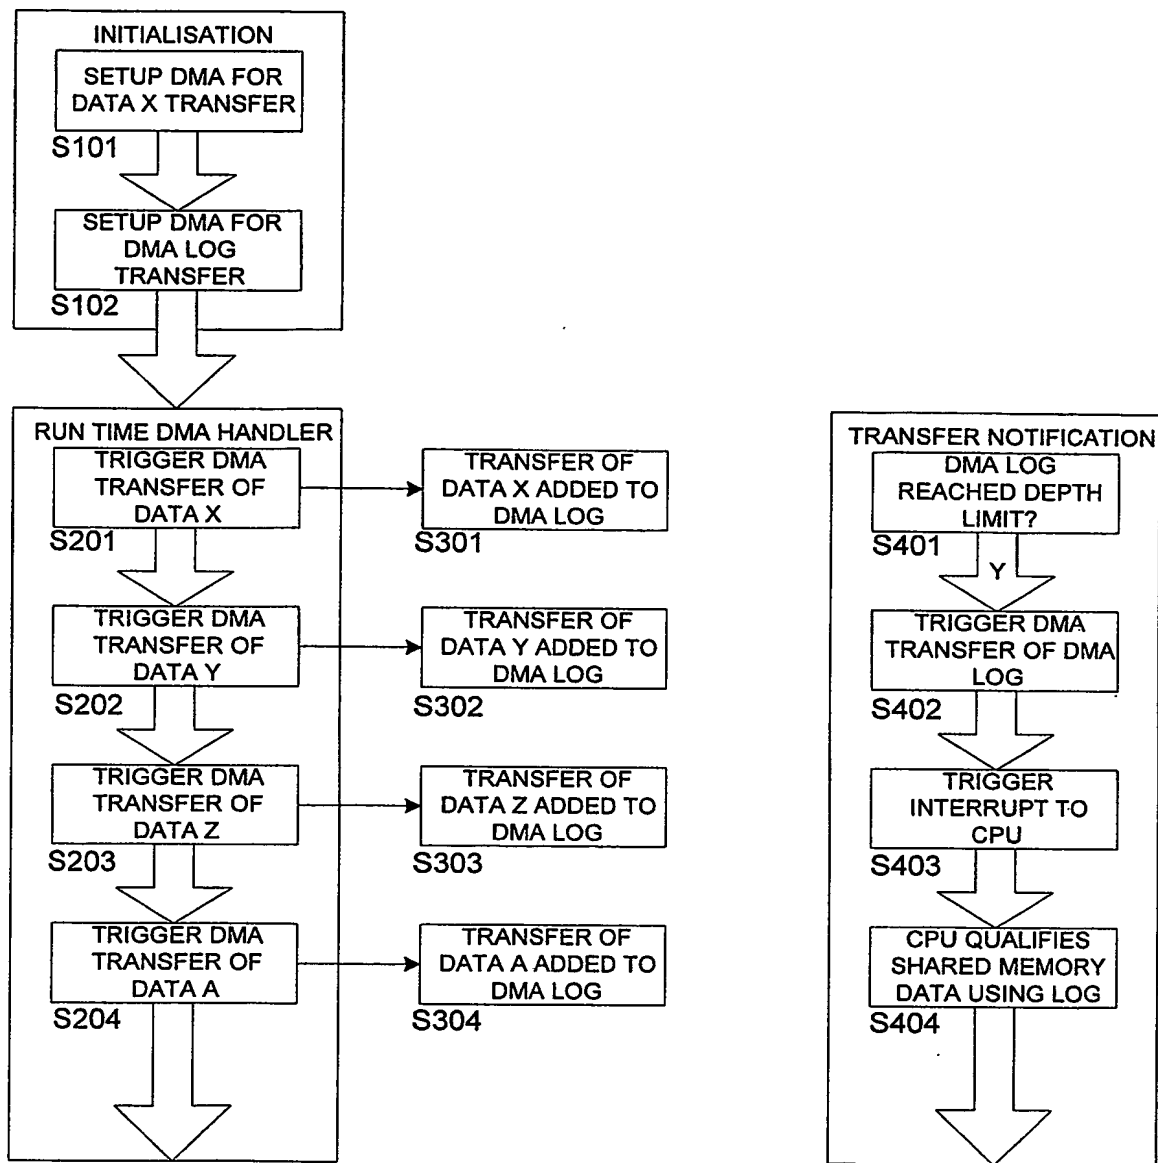 INITIALISATION
SETUP DMA FOR
DATA X TRANSFER
S101
SETUP DMA FOR
DMA LOG
TRANSFER
S102
RUN TIME DMA HANDLER
TRIGGER DMA
TRANSFER OF
DATA X
S201
TRANSFER OF
DATA X ADDED TO
DMA LOG
S301
TRIGGER DMA
TRANSFER OF
DATA Y
S202
TRANSFER OF
DATA Y ADDED TO
DMA LOG
S302
TRIGGER DMA
TRANSFER OF
DATA Z
S203
TRANSFER OF
DATA Z ADDED TO
DMA LOG
S303
TRIGGER DMA
TRANSFER OF
DATA A
S204
TRANSFER OF
DATA A ADDED TO
DMA LOG
S304
TRANSFER NOTIFICATION
DMA LOG
REACHED DEPTH
LIMIT?
S401
Y
TRIGGER DMA
TRANSFER OF DMA
LOG
S402
TRIGGER
INTERRUPT TO
CPU
S403
CPU QUALIFIES
SHARED MEMORY
DATA USING LOG
S404